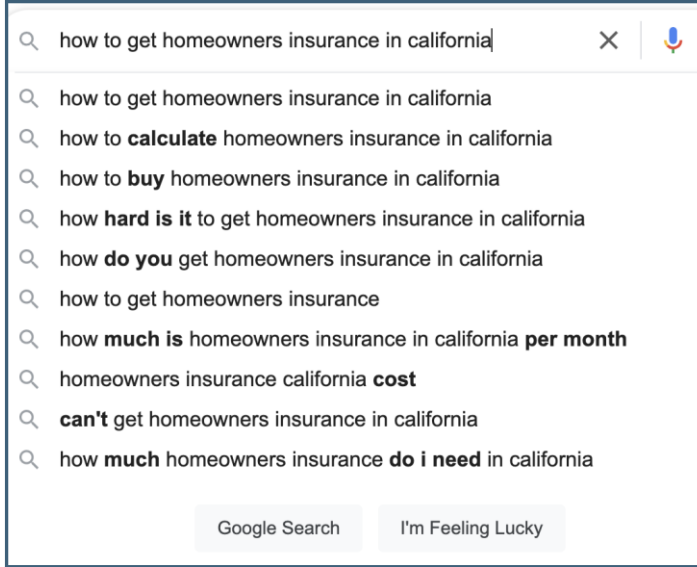 how to get homeowners insurance in california
how to get homeowners insurance in california
how to calculate homeowners insurance in california
how to buy homeowners insurance in california
how hard is it to get homeowners insurance in california
how do you get homeowners insurance in california
how to get homeowners insurance
how much is homeowners insurance in california per month
homeowners insurance california cost
can't get homeowners insurance in california
how much homeowners insurance do i need in california
Google Search I'm Feeling Lucky